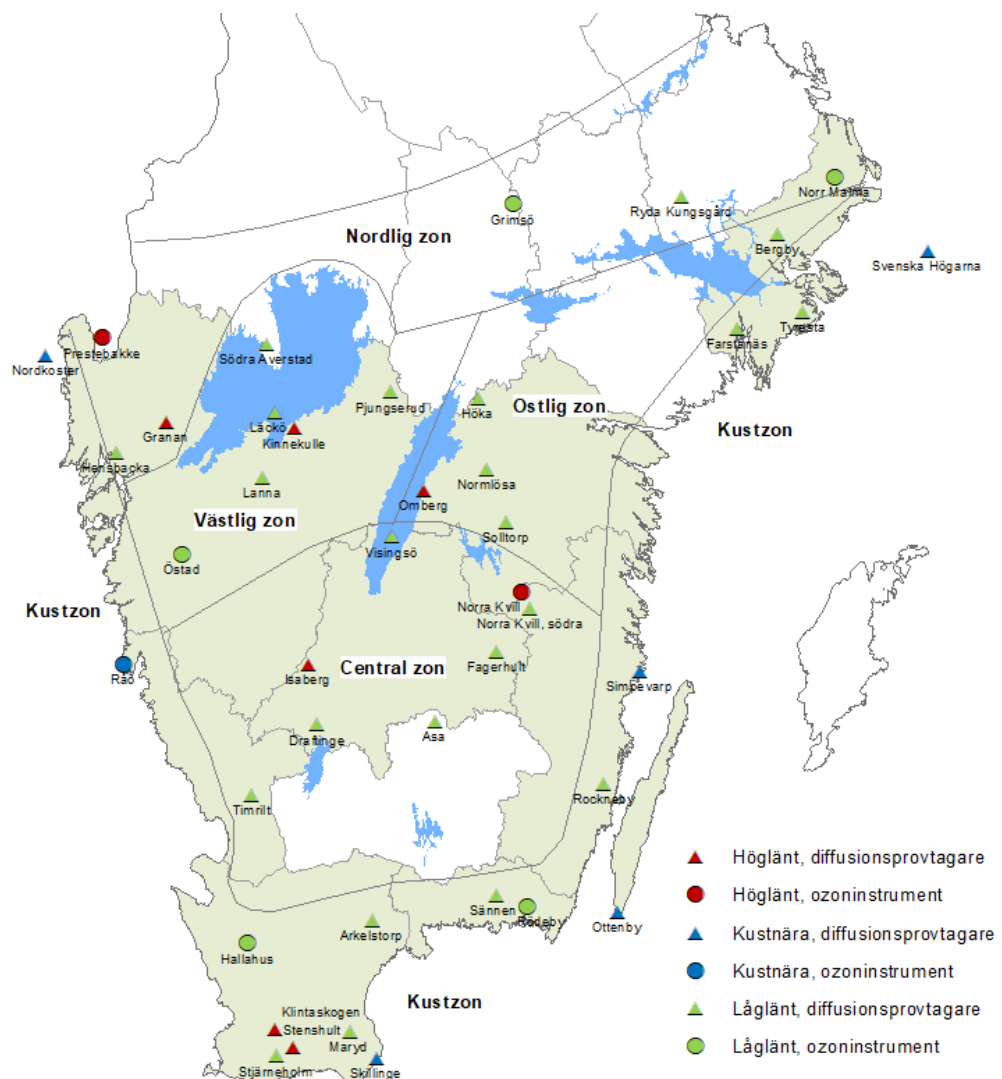 Norr Malma
Ryda Kungsgård
Grimsö
Nordlig zon
Bergby
Svenska Högarna
Tyresta
Farstanäs
Prestebakke
Nordkoster
Södra Averstad
Pjungserud
Höka
Ostlig zon
Kustzon
Läckö
Granan
Kinnekulle
Hensbacka
Lanna
Normlösa
Omberg
Västlig zon
Solltorp
Visingsö
Östad
Kustzon
Norra Kvill
Norra Kvill, södra
Råö
Isaberg
Central zon
Fagerhult
Simpevarp
Draftinge
Asa
Timrilt
Rockneby
Höglänt, diffusionsprovtagare
Höglänt, ozoninstrument
Kustnära, diffusionsprovtagare
Kustnära, ozoninstrument
Låglänt, diffusionsprovtagare
Låglänt, ozoninstrument
Sännen
Rödeby
Ottenby
Arkelstorp
Hallahus
Kustzon
Klintaskogen
Stenshult
Maryd
Stjärneholm
Skillinge